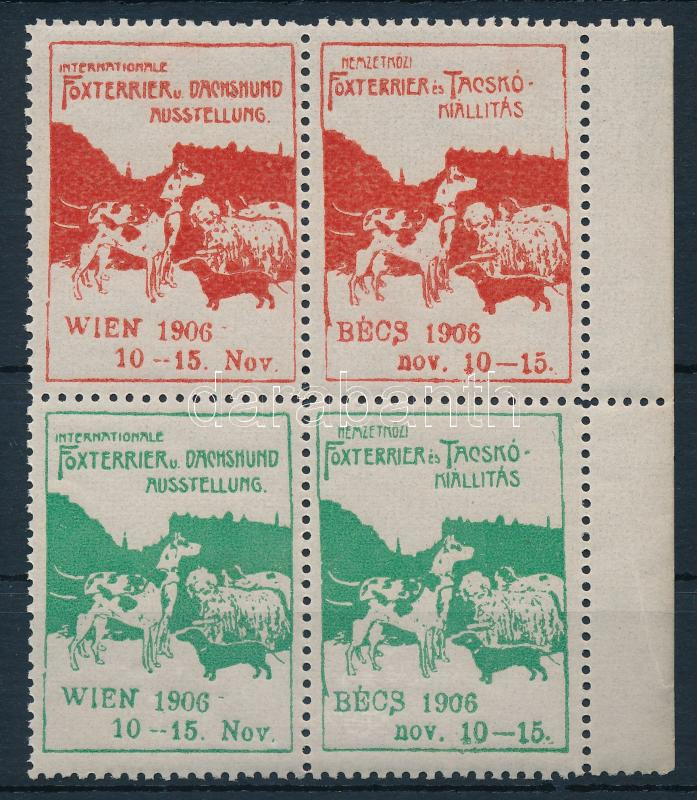 INTERNATIONALE
FOXTERRIER u. DACHSHUND
AUSSTELLUNG.
WIEN 1906
10--15. Nov.
NEMZETKÖZI
FOXTERRIER és TACSKÓ-
KIÁLLITÁS
BÉCS 1906
nov. 10-15.
darabanth
INTERNATIONALE
FOXTERRIER u. DACHSHUND
AUSSTELLUNG.
WIEN 1906
10--15. Nov.
NEMZETKÖZI
FOXTERRIER és TACSKÓ-
KIÁLLITÁS
BÉCS 1906
nov. 10-15.